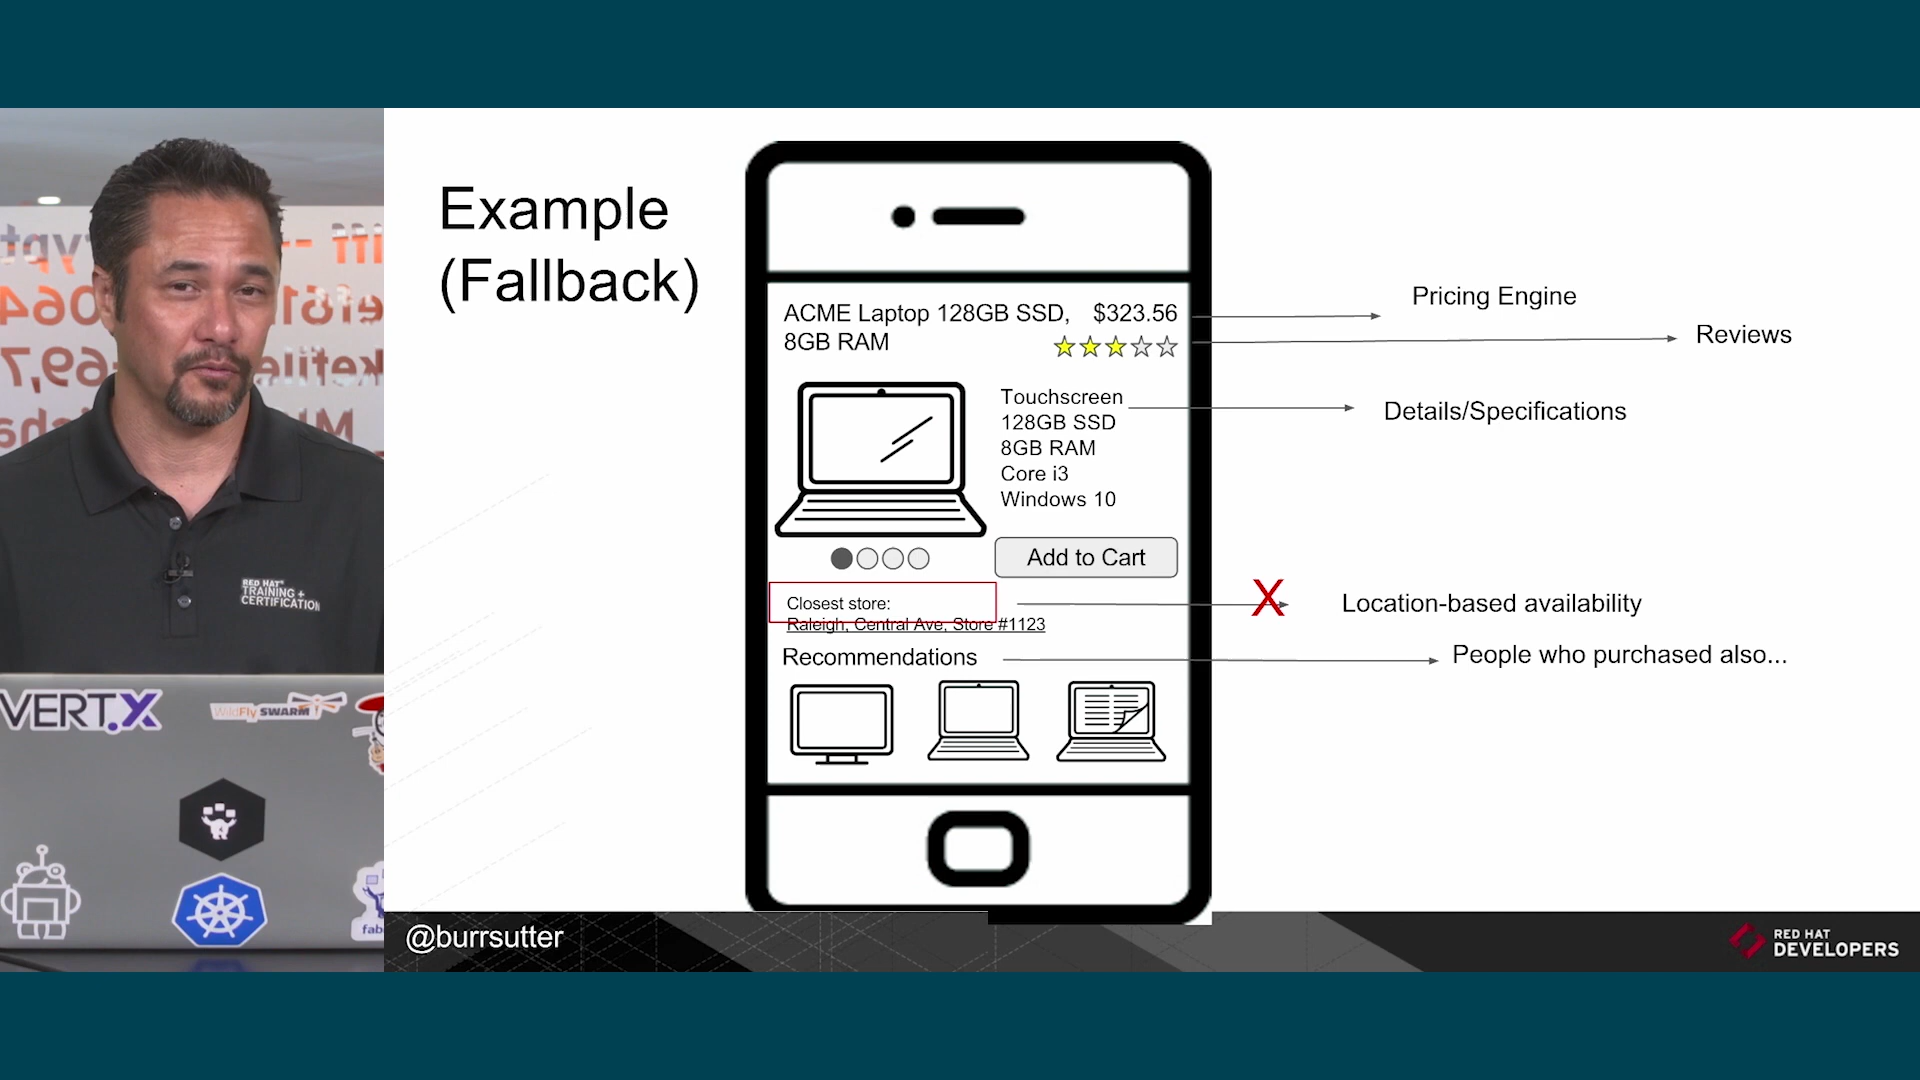 Example
(Fallback)
ACME Laptop 128GB SSD, $323.56
8GB RAM
Touchscreen
128GB SSD
8GB RAM
Core i3
Windows 10
Add to Cart
Closest store:
Raleigh, Central Ave, Store #1123
Recommendations
Pricing Engine
Reviews
Details/Specifications
X
Location-based availability
People who purchased also...
@burrsutter
RED HAT
DEVELOPERS
RED HAT
TRAINING +
CERTIFICATION
VERT.X
WildFly SWARM
fab